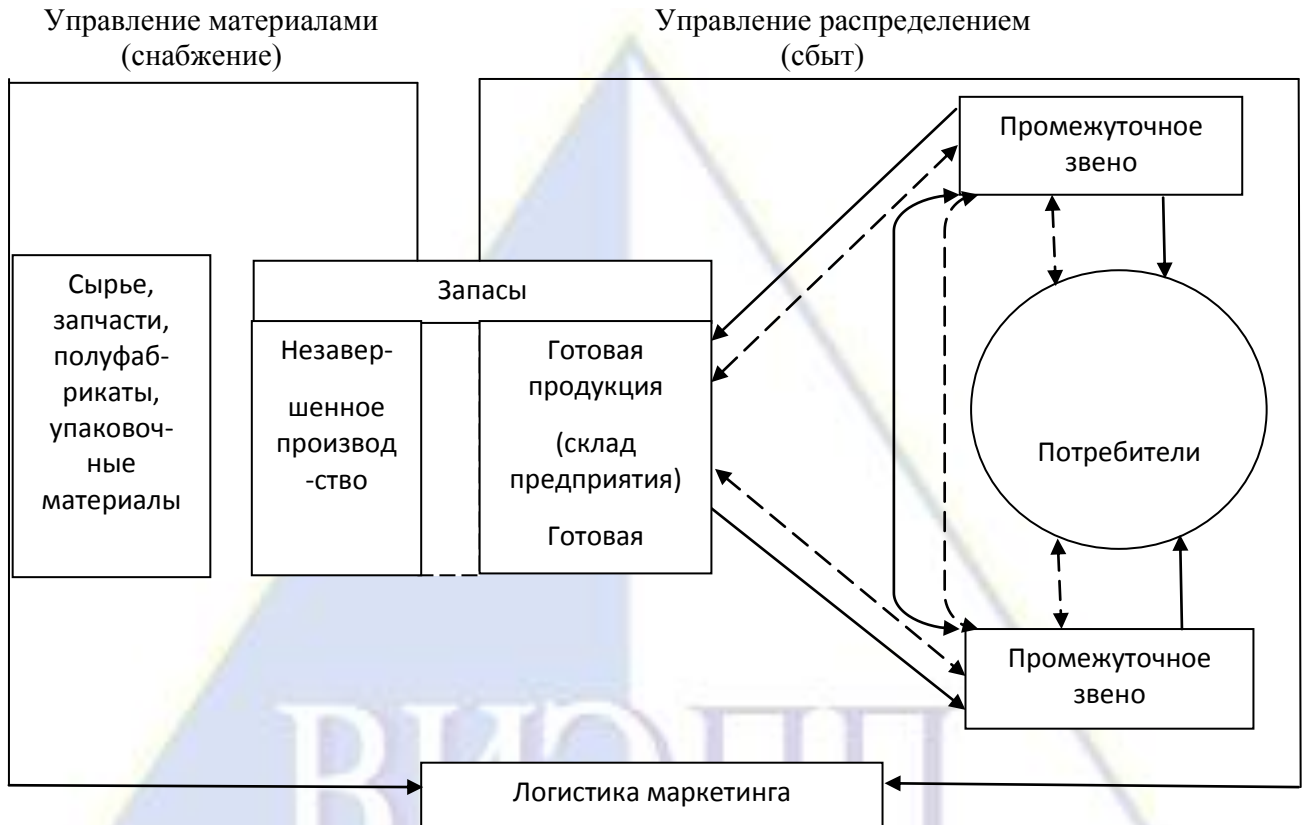 Управление материалами
(снабжение)
Управление распределением
(сбыт)
Промежуточное
звено
Сырье,
запчасти,
полуфаб-
рикаты,
упаковоч-
ные
материалы
Запасы
Незавер-
шенное
производ
-ство
Готовая
продукция
(склад
предприятия)
Готовая
Потребители
Промежуточное
звено
Логистика маркетинга
ВИЭПП